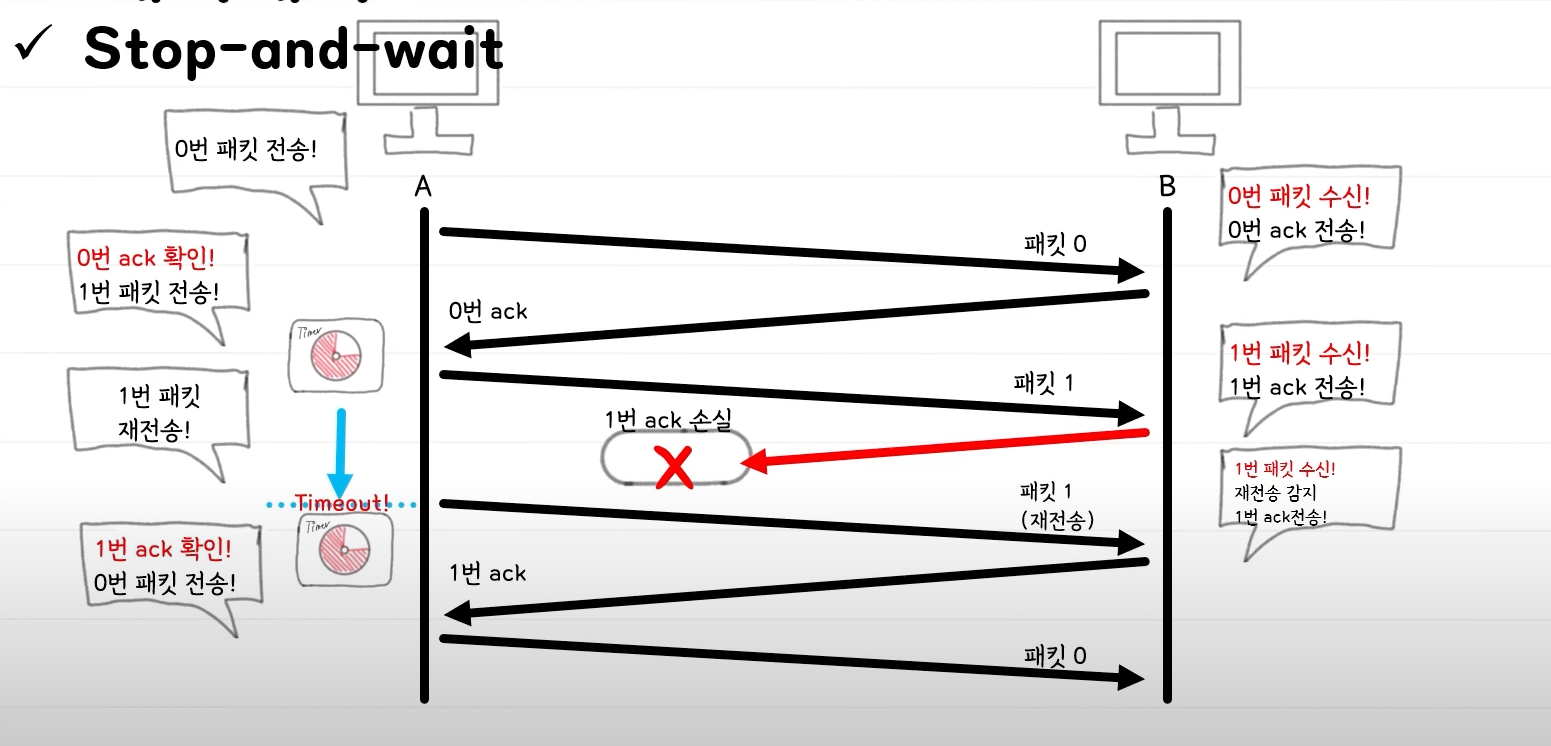 ✓ Stop-and-wait
0번 패킷 전송!
A
B
0번 패킷 수신!
0번 ack 전송!
패킷 0
0번 ack 확인!
1번 패킷 전송!
0번 ack
Timer
1번 패킷 수신!
1번 ack 전송!
패킷 1
1번 패킷
재전송!
1번 ack 손실
X
1번 패킷 수신!
재전송 감지
1번 ack전송!
패킷 1
(재전송)
Timeout!
Timer
1번 ack 확인!
0번 패킷 전송!
1번 ack
패킷 0